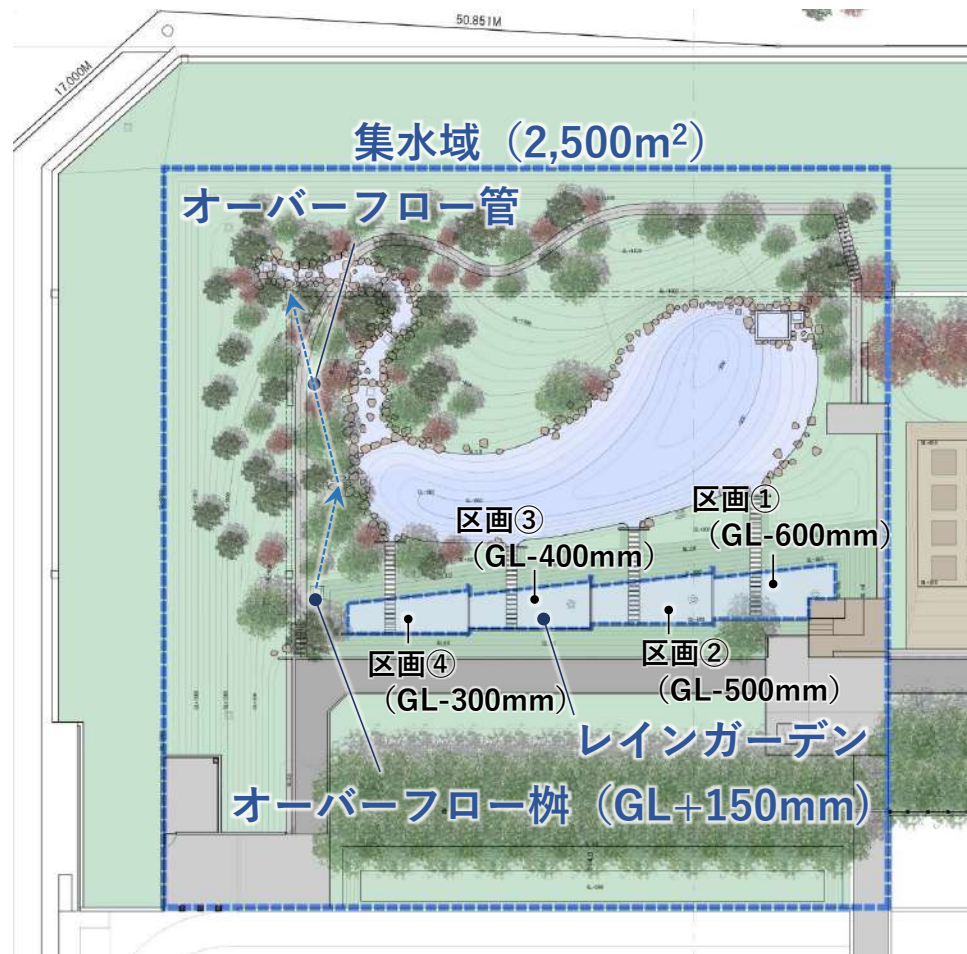 50.851M
17.000M
集水域（2,500m²）
オーバーフロー管
区画①
（GL-600mm）
区画③
（GL-400mm）
区画④
（GL-300mm）
区画②
（GL-500mm）
レインガーデン
オーバーフロー桝（GL+150mm）